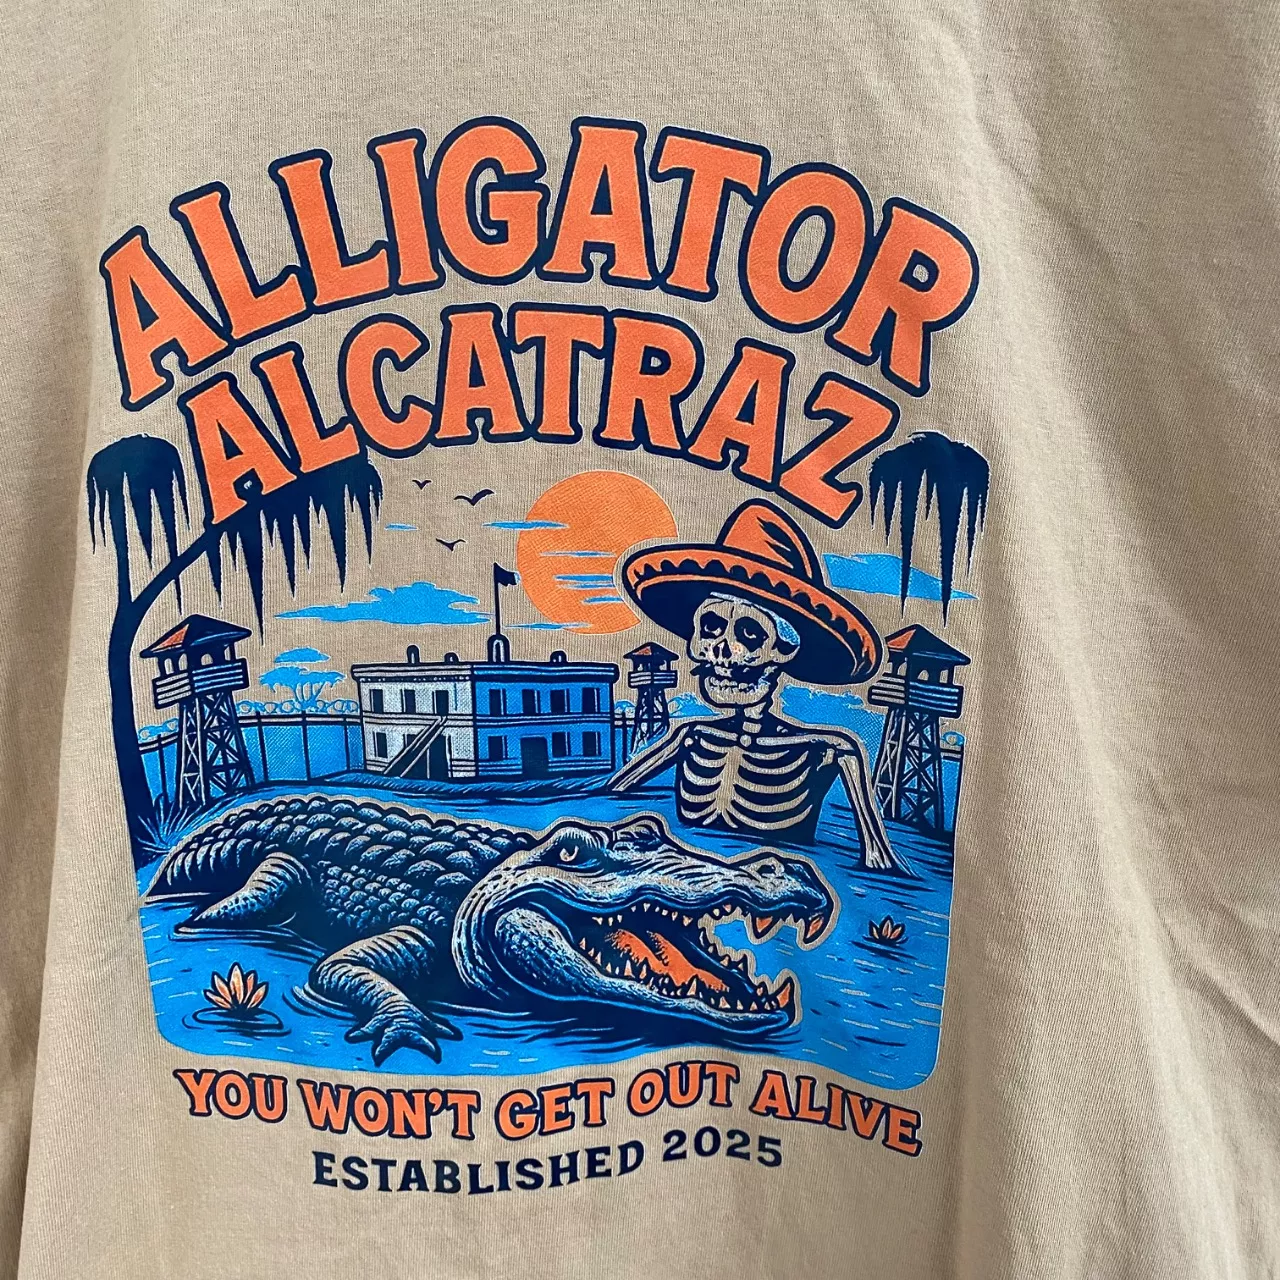 ALLIGATOR
ALCATRAZ
YOU WON'T GET OUT ALIVE
ESTABLISHED 2025